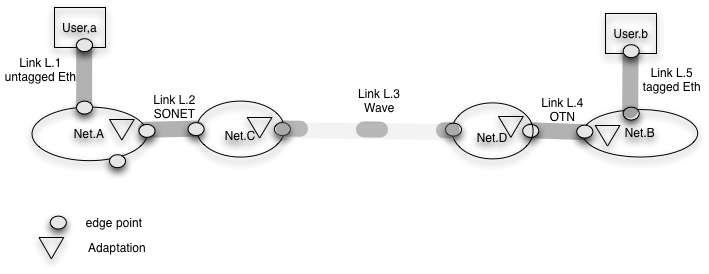 User,a
User.b
Link L.1
untagged Eth
Link L.2
SONET
Link L.3
Wave
Link L.4
OTN
Link L.5
tagged Eth
Net.A
Net.C
Net.D
Net.B
edge point
Adaptation